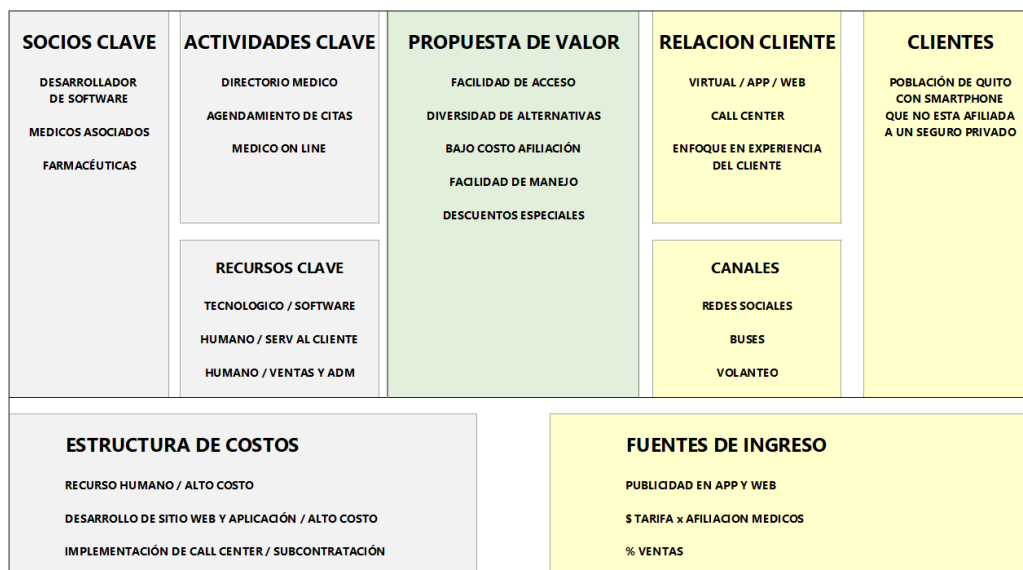 SOCIOS CLAVE
DESARROLLADOR
DE SOFTWARE
MEDICOS ASOCIADOS
FARMACÉUTICAS
ACTIVIDADES CLAVE
DIRECTORIO MEDICO
AGENDAMIENTO DE CITAS
MEDICO ON LINE
RECURSOS CLAVE
TECNOLOGICO / SOFTWARE
HUMANO / SERV AL CLIENTE
HUMANO / VENTAS Y ADM
PROPUESTA DE VALOR
FACILIDAD DE ACCESO
DIVERSIDAD DE ALTERNATIVAS
BAJO COSTO AFILIACIÓN
FACILIDAD DE MANEJO
DESCUENTOS ESPECIALES
RELACION CLIENTE
VIRTUAL / APP / WEB
CALL CENTER
ENFOQUE EN EXPERIENCIA
DEL CLIENTE
CANALES
REDES SOCIALES
BUSES
VOLANTEO
CLIENTES
POBLACIÓN DE QUITO
CON SMARTPHONE
QUE NO ESTA AFILIADA
A UN SEGURO PRIVADO
ESTRUCTURA DE COSTOS
RECURSO HUMANO / ALTO COSTO
DESARROLLO DE SITIO WEB Y APLICACIÓN / ALTO COSTO
IMPLEMENTACIÓN DE CALL CENTER / SUBCONTRATACIÓN
FUENTES DE INGRESO
PUBLICIDAD EN APP Y WEB
$ TARIFA x AFILIACION MEDICOS
% VENTAS